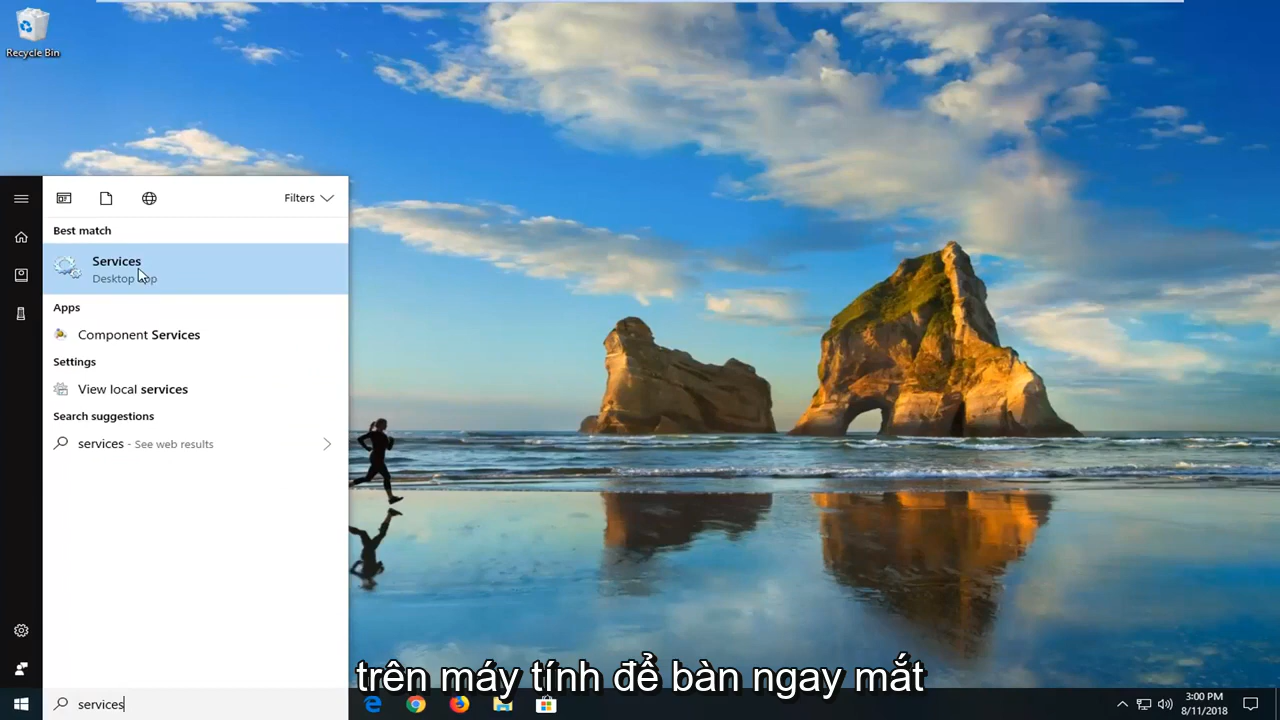 Recycle Bin
Filters
Best match
Services
Desktop app
Apps
Component Services
Settings
View local services
Search suggestions
services - See web results
trên máy tính để bàn ngay mắt
services
3:00 PM
8/11/2018